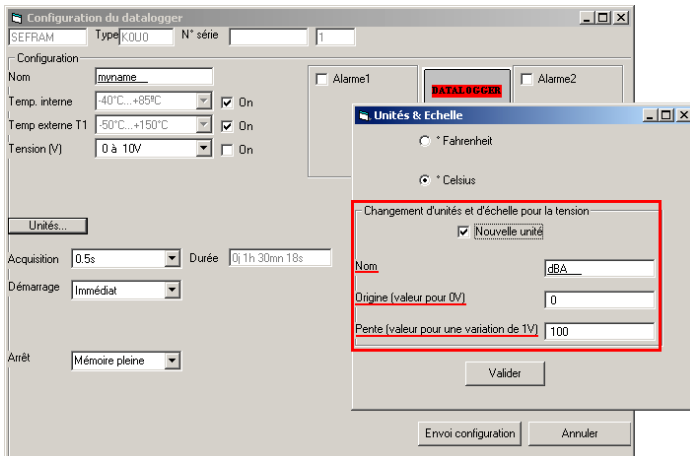 Configuration du datalogger
SEFRAM Type K0U0 N° série 1
Configuration
Nom myname__
Temp. interne -40°C...+85ºC On
Temp externe T1 -50°C...+150°C On
Tension (V) 0 à 10V On
Alarme1
DATALOGGER
Alarme2
Unités...
Acquisition 0.5s Durée 0j 1h 30mn 18s
Démarrage Immédiat
Arrêt Mémoire pleine
Envoi configuration Annuler
Unités & Echelle
° Fahrenheit
° Celsius
Changement d'unités et d'échelle pour la tension
Nouvelle unité
Nom dBA__
Origine (valeur pour 0V) 0
Pente (valeur pour une variation de 1V) 100
Valider